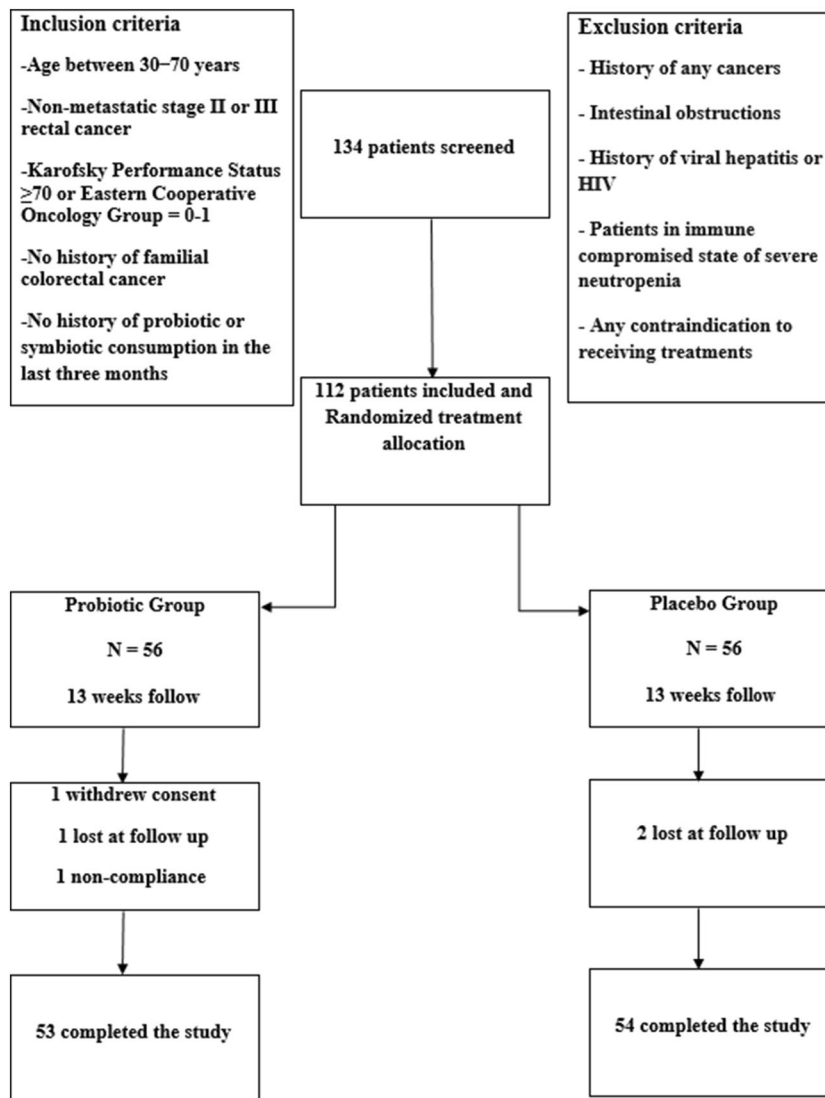 Inclusion criteria
-Age between 30–70 years
-Non-metastatic stage II or III
rectal cancer
-Karofsky Performance Status
≥70 or Eastern Cooperative
Oncology Group = 0-1
-No history of familial
colorectal cancer
-No history of probiotic or
symbiotic consumption in the
last three months
134 patients screened
Exclusion criteria
- History of any cancers
- Intestinal obstructions
- History of viral hepatitis or
HIV
- Patients in immune
compromised state of severe
neutropenia
- Any contraindication to
receiving treatments
112 patients included and
Randomized treatment
allocation
Probiotic Group
N = 56
13 weeks follow
Placebo Group
N = 56
13 weeks follow
1 withdrew consent
1 lost at follow up
1 non-compliance
2 lost at follow up
53 completed the study
54 completed the study